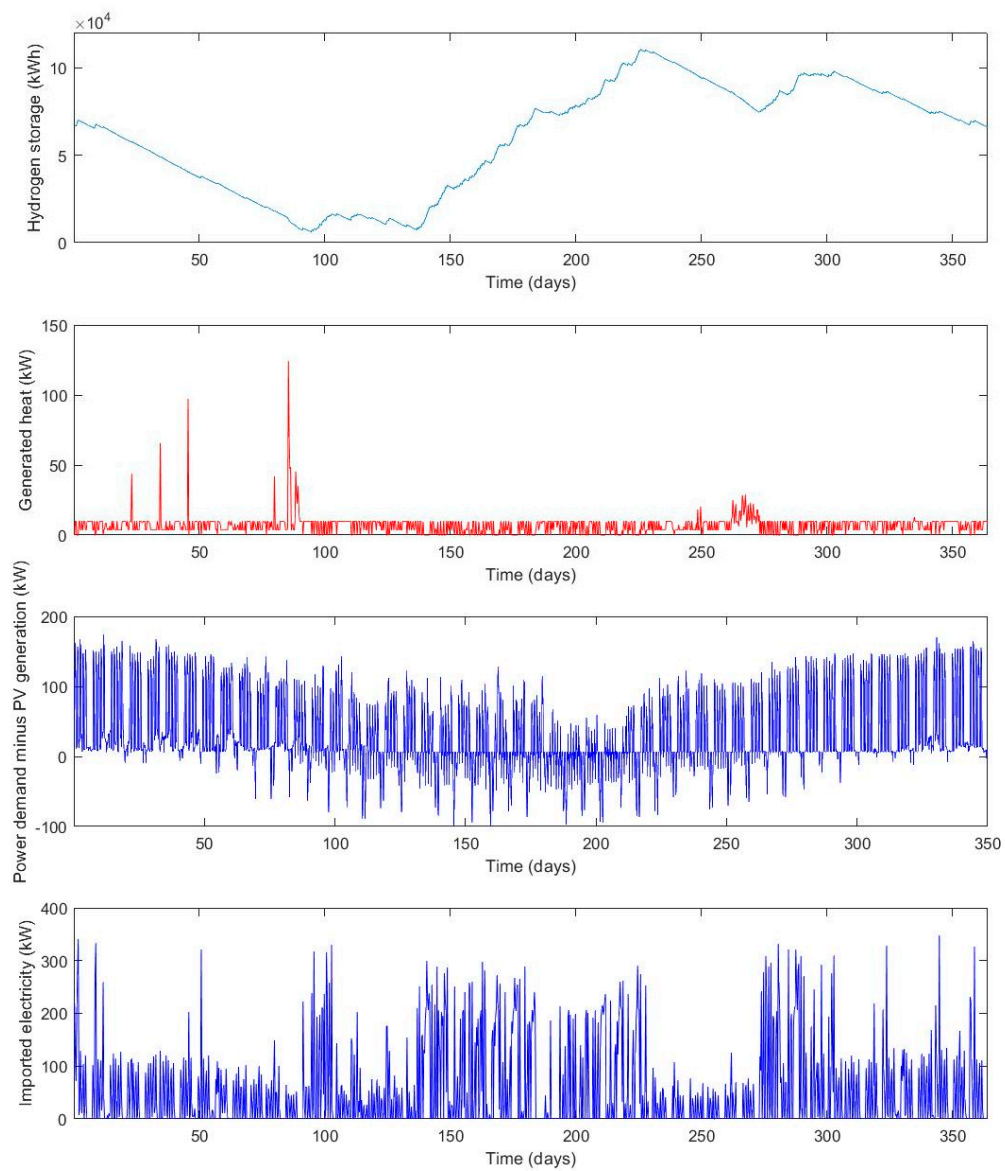 ×10⁴
10
5
0
Hydrogen storage (kWh)
50 100 150 200 250 300 350
Time (days)
150
100
50
0
Generated heat (kW)
50 100 150 200 250 300 350
Time (days)
200
100
0
-100
Power demand minus PV generation (kW)
50 100 150 200 250 300 350
Time (days)
400
300
200
100
0
Imported electricity (kW)
50 100 150 200 250 300 350
Time (days)